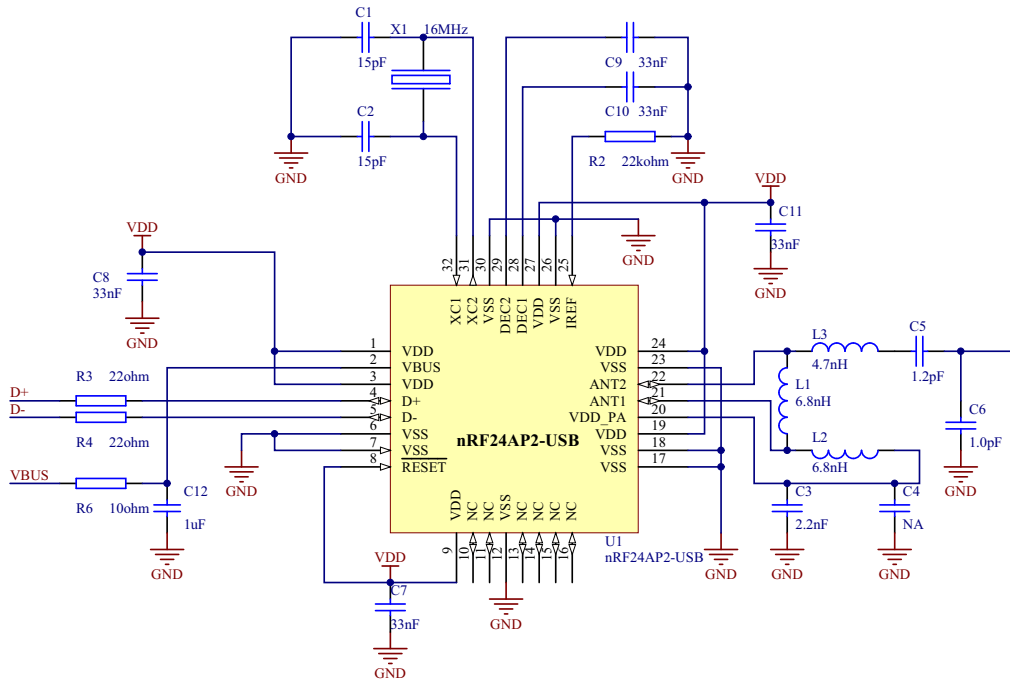 C1
X1 16MHz
15pF
C2
15pF
GND
C9 33nF
C10 33nF
R2 22kohm
GND
VDD
C11
33nF
GND
GND
VDD
C8
33nF
GND
32 31 30 29 28 27 26 25
XC1 XC2 VSS DEC2 DEC1 VDD VSS IREF
1 VDD
2 VBUS
3 VDD
4 D+
5 D-
6 VSS
7 VSS
8 RESET
24 VDD
23 VSS
22 ANT2
21 ANT1
20 VDD_PA
19 VDD
18 VSS
17 VSS
nRF24AP2-USB
VDD NC NC VSS NC NC NC NC
9 10 11 12 13 14 15 16
U1
nRF24AP2-USB
D+ R3 22ohm
D-
R4 22ohm
GND
VBUS
R6 10ohm
C12
1uF
GND
VDD
C7
33nF
GND
GND
GND
L3
4.7nH
C5
1.2pF
L1
6.8nH
L2
6.8nH
C6
1.0pF
GND
C3
2.2nF
GND
C4
NA
GND